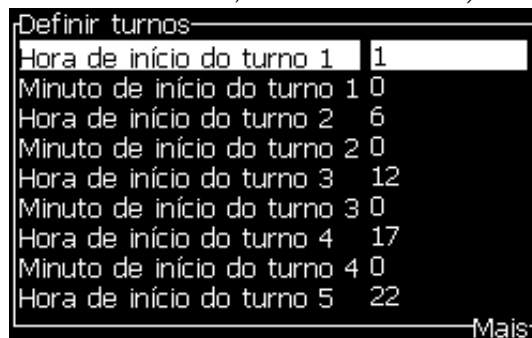 Definir turnos
Hora de início do turno 1 1
Minuto de início do turno 1 0
Hora de início do turno 2 6
Minuto de início do turno 2 0
Hora de início do turno 3 12
Minuto de início do turno 3 0
Hora de início do turno 4 17
Minuto de início do turno 4 0
Hora de início do turno 5 22
Mais